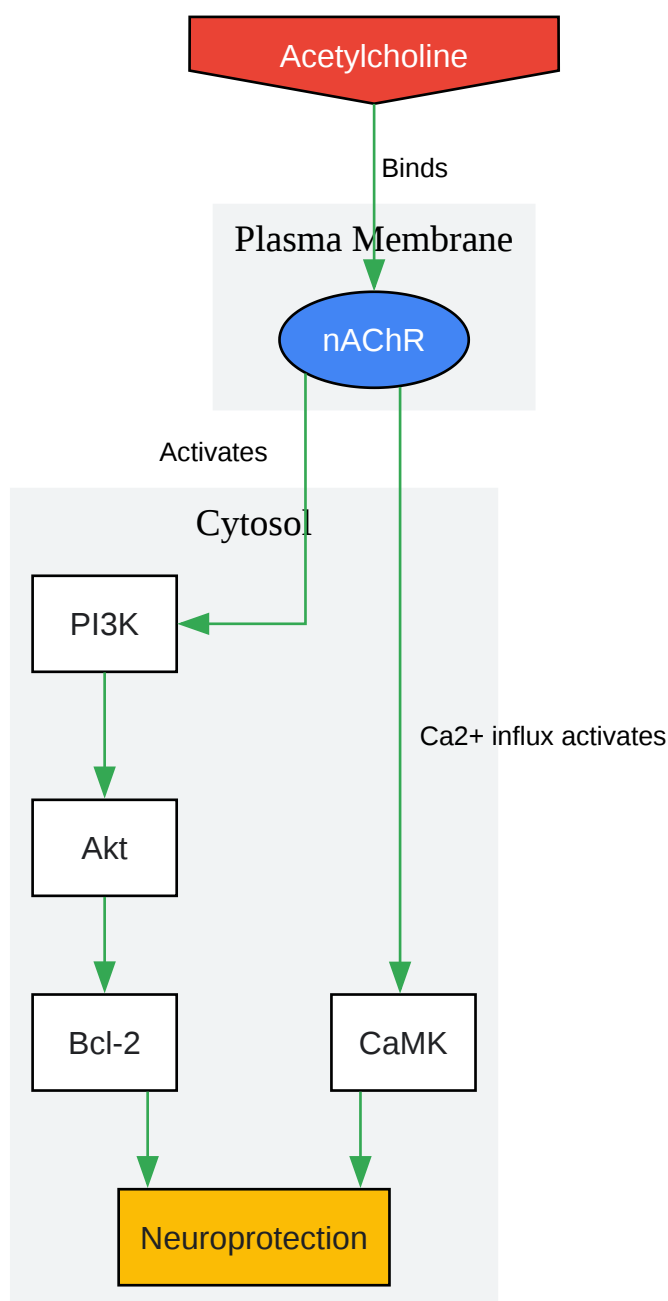 Acetylcholine
Binds
Plasma Membrane
nAChR
Activates
Cytosol
PI3K
Ca2+ influx activates
Akt
Bcl-2
CaMK
Neuroprotection